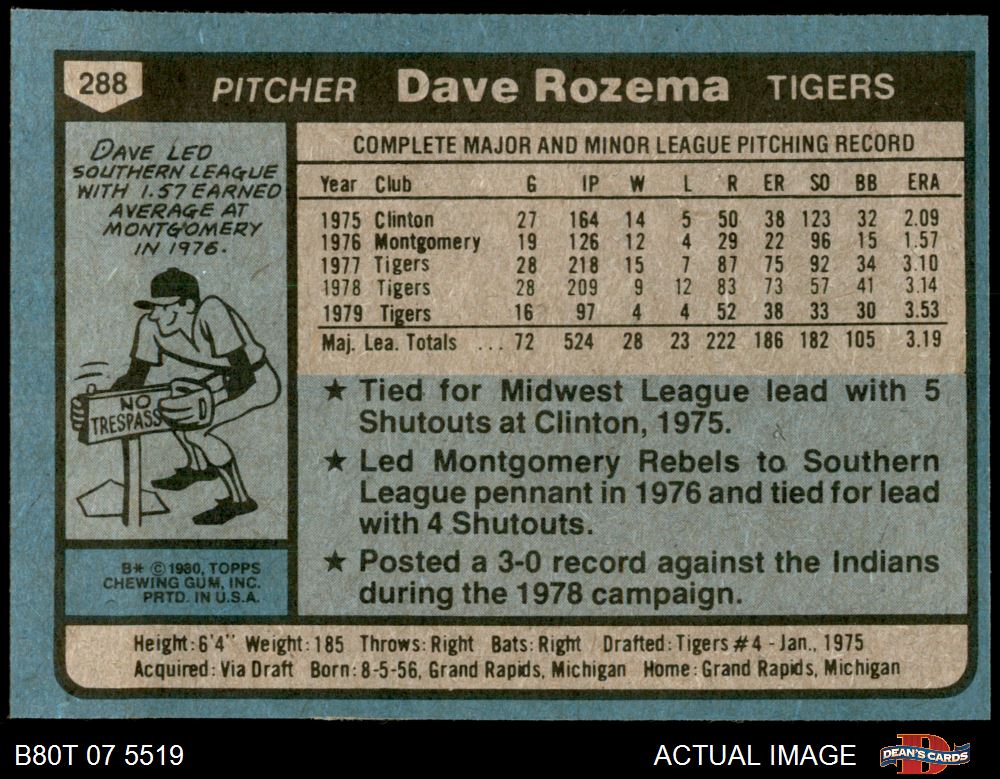 288
PITCHER Dave Rozema TIGERS
DAVE LED
SOUTHERN LEAGUE
WITH 1.57 EARNED
AVERAGE AT
MONTGOMERY
IN 1976.
NO
TRESPASS
B* © 1980, TOPPS
CHEWING GUM, INC.
PRTD. IN U.S.A.
COMPLETE MAJOR AND MINOR LEAGUE PITCHING RECORD
Year Club G IP W L R ER SO BB ERA
1975 Clinton 27 164 14 5 50 38 123 32 2.09
1976 Montgomery 19 126 12 4 29 22 96 15 1.57
1977 Tigers 28 218 15 7 87 75 92 34 3.10
1978 Tigers 28 209 9 12 83 73 57 41 3.14
1979 Tigers 16 97 4 4 52 38 33 30 3.53
Maj. Lea. Totals ... 72 524 28 23 222 186 182 105 3.19
★ Tied for Midwest League lead with 5
Shutouts at Clinton, 1975.
★ Led Montgomery Rebels to Southern
League pennant in 1976 and tied for lead
with 4 Shutouts.
★ Posted a 3-0 record against the Indians
during the 1978 campaign.
Height: 6'4" Weight: 185 Throws: Right Bats: Right Drafted: Tigers #4 - Jan., 1975
Acquired: Via Draft Born: 8-5-56, Grand Rapids, Michigan Home: Grand Rapids, Michigan
B80T 07 5519
ACTUAL IMAGE
D
DEAN'S CARDS